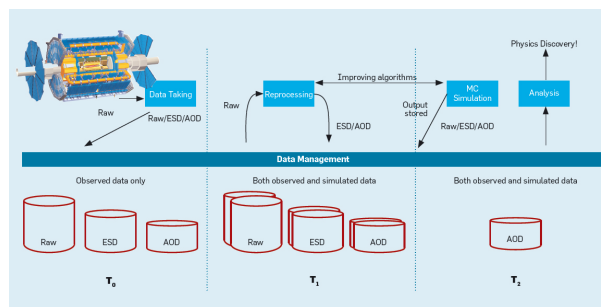 Physics Discovery!
Improving algorithms
Data Taking
Reprocessing
MC
Simulation
Analysis
Raw
Raw/ESD/AOD
Raw
ESD/AOD
Output
stored
Raw/ESD/AOD
Data Management
Observed data only
Both observed and simulated data
Both observed and simulated data
Raw
ESD
AOD
Raw
ESD
AOD
AOD
T0
T1
T2